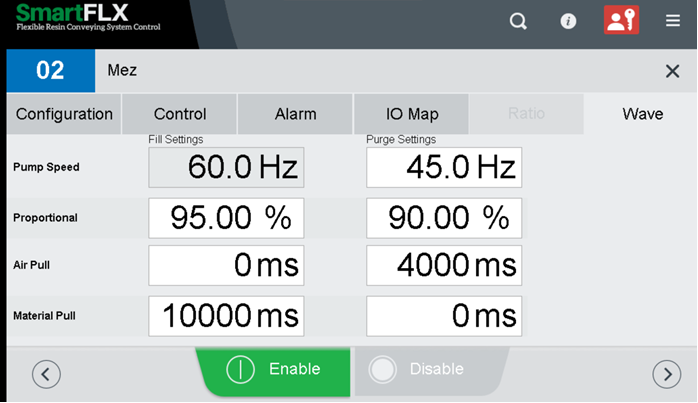 SmartFLX
Flexible Resin Conveying System Control
02 Mez
Configuration Control Alarm IO Map Ratio Wave
Fill Settings Purge Settings
Pump Speed 60.0 Hz 45.0 Hz
Proportional 95.00 % 90.00 %
Air Pull 0 ms 4000 ms
Material Pull 10000 ms 0 ms
Enable Disable